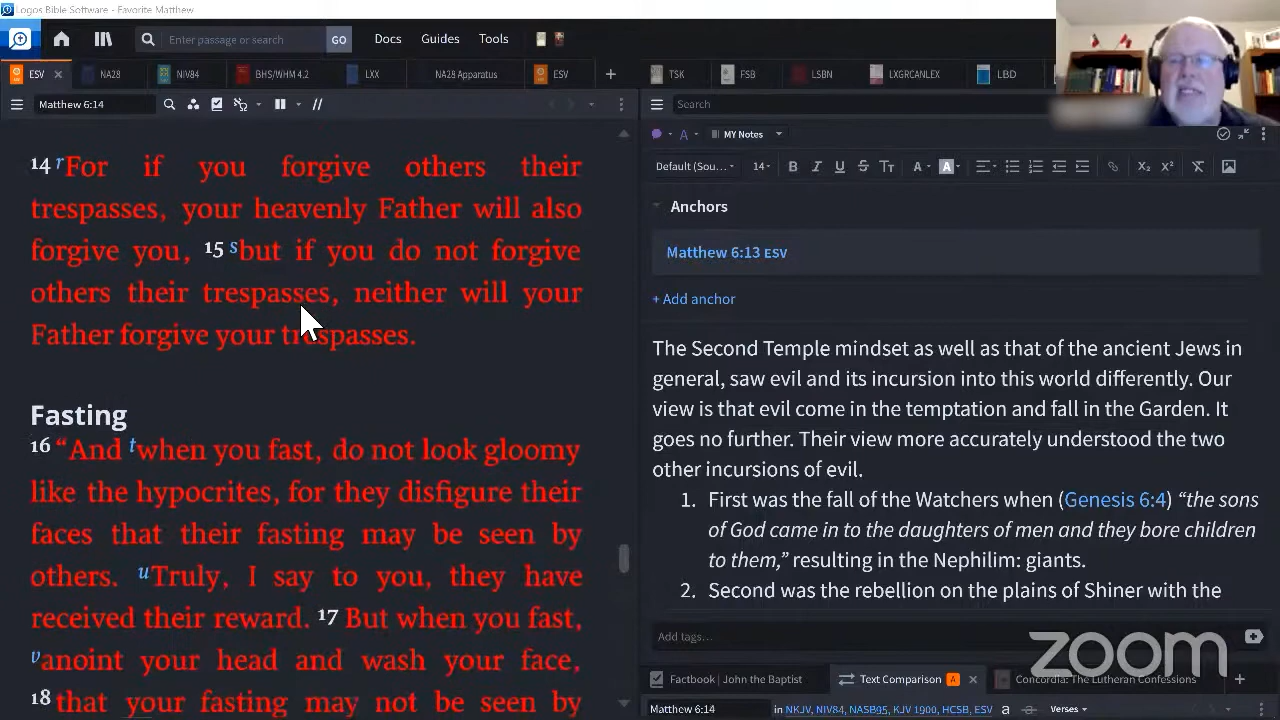 Logos Bible Software - Favorite Matthew
Enter passage or search GO Docs Guides Tools
ESV NA28 NIV84 BHS/WHM 4.2 LXX NA28 Apparatus ESV
Matthew 6:14
14 rFor if you forgive others their
trespasses, your heavenly Father will also
forgive you, 15 sbut if you do not forgive
others their trespasses, neither will your
Father forgive your trespasses.
Fasting
16 “And twhen you fast, do not look gloomy
like the hypocrites, for they disfigure their
faces that their fasting may be seen by
others. uTruly, I say to you, they have
received their reward. 17 But when you fast,
vanoint your head and wash your face,
18 that your fasting may not be seen by
TSK FSB LSBN LXGRCANLEX LBD
Search
A MY Notes
Default (Sou... 14 B I U S TT A A X₂ X²
Anchors
Matthew 6:13 ESV
+ Add anchor
The Second Temple mindset as well as that of the ancient Jews in
general, saw evil and its incursion into this world differently. Our
view is that evil come in the temptation and fall in the Garden. It
goes no further. Their view more accurately understood the two
other incursions of evil.
1. First was the fall of the Watchers when (Genesis 6:4) “the sons
of God came in to the daughters of men and they bore children
to them,” resulting in the Nephilim: giants.
2. Second was the rebellion on the plains of Shiner with the
Add tags...
zoom
Factbook | John the Baptist Text Comparison A Concordia: The Lutheran Confessions
Matthew 6:14 in NKJV, NIV84, NASB95, KJV 1900, HCSB, ESV a a Verses